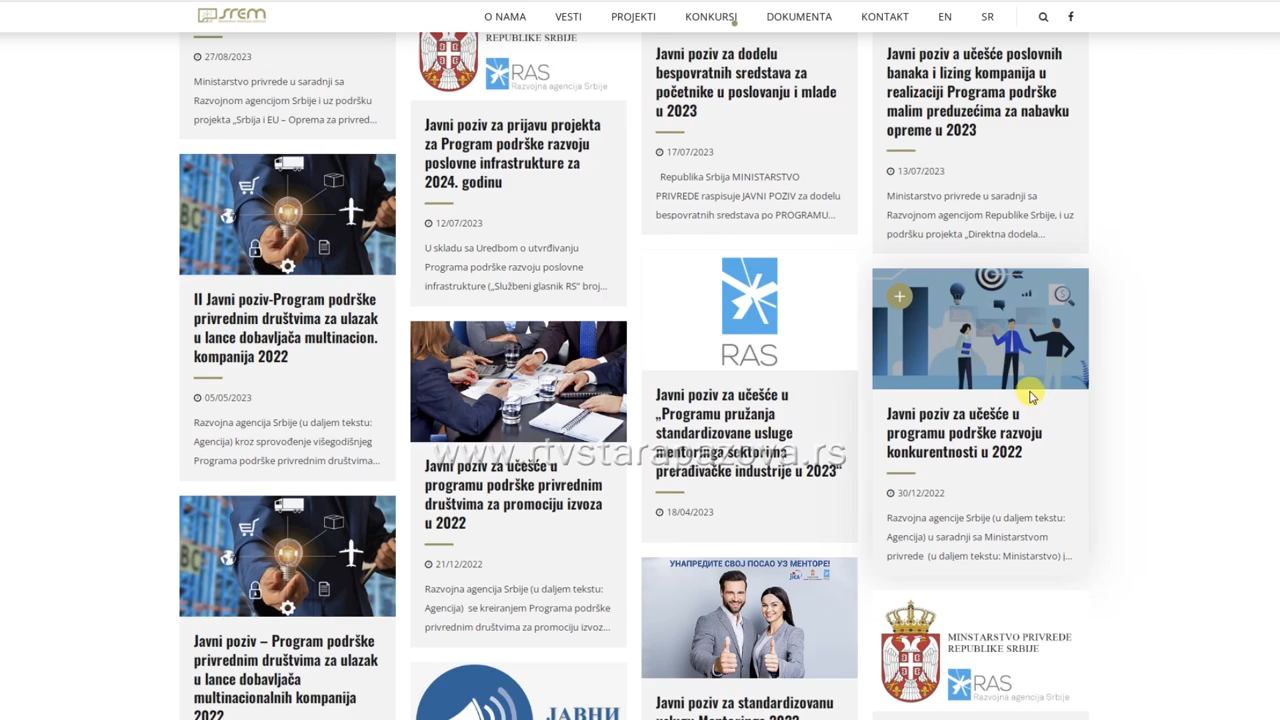 SREM
O NAMA
VESTI
PROJEKTI
KONKURSI
DOKUMENTA
KONTAKT
EN
SR
27/08/2023
Ministarstvo privrede u saradnji sa
Razvojnom agencijom Srbije i uz podršku
projekta „Srbija i EU – Oprema za privred...
II Javni poziv-Program podrške
privrednim društvima za ulazak
u lance dobavljača multinacion.
kompanija 2022
05/05/2023
Razvojna agencija Srbije (u daljem tekstu:
Agencija) kroz sprovođenje višegodišnjeg
Programa podrške privrednim društvima...
Javni poziv – Program podrške
privrednim društvima za ulazak
u lance dobavljača
multinacionalnih kompanija
2022
REPUBLIKE SRBIJE
RAS
Razvojna agencija Srbije
Javni poziv za prijavu projekta
za Program podrške razvoju
poslovne infrastrukture za
2024. godinu
12/07/2023
U skladu sa Uredbom o utvrđivanju
Programa podrške razvoju poslovne
infrastrukture („Službeni glasnik RS“ broj...
Javni poziv za učešće u
programu podrške privrednim
društvima za promociju izvoza
u 2022
21/12/2022
Razvojna agencija Srbije (u daljem tekstu:
Agencija)  se kreiranjem Programa podrške
privrednim društvima za promociju izvoz...
ЈАВНИ
Javni poziv za dodelu
bespovratnih sredstava za
početnike u poslovanju i mlade
u 2023
17/07/2023
Republika Srbija MINISTARSTVO
PRIVREDE raspisuje JAVNI POZIV za dodelu
bespovratnih sredstava po PROGRAMU...
RAS
Javni poziv za učešće u
„Programu pružanja
standardizovane usluge
mentoringa sektorima
prerađivačke industrije u 2023“
18/04/2023
УНАПРЕДИТЕ СВОЈ ПОСАО УЗ МЕНТОРЕ!
Javni poziv za standardizovanu
uslugu Mentoringa 2022
Javni poziv a učešće poslovnih
banaka i lizing kompanija u
realizaciji Programa podrške
malim preduzećima za nabavku
opreme u 2023
13/07/2023
Ministarstvo privrede u saradnji sa
Razvojnom agencijom Republike Srbije, i uz
podršku projekta „Direktna dodela...
Javni poziv za učešće u
programu podrške razvoju
konkurentnosti u 2022
30/12/2022
Razvojna agencije Srbije (u daljem tekstu:
Agencija) u saradnji sa Ministarstvom
privrede  (u daljem tekstu: Ministarstvo) j...
MINSTARSTVO PRIVREDE
REPUBLIKE SRBIJE
RAS
Razvojna agencija Srbije
www.rtvstarapazova.rs